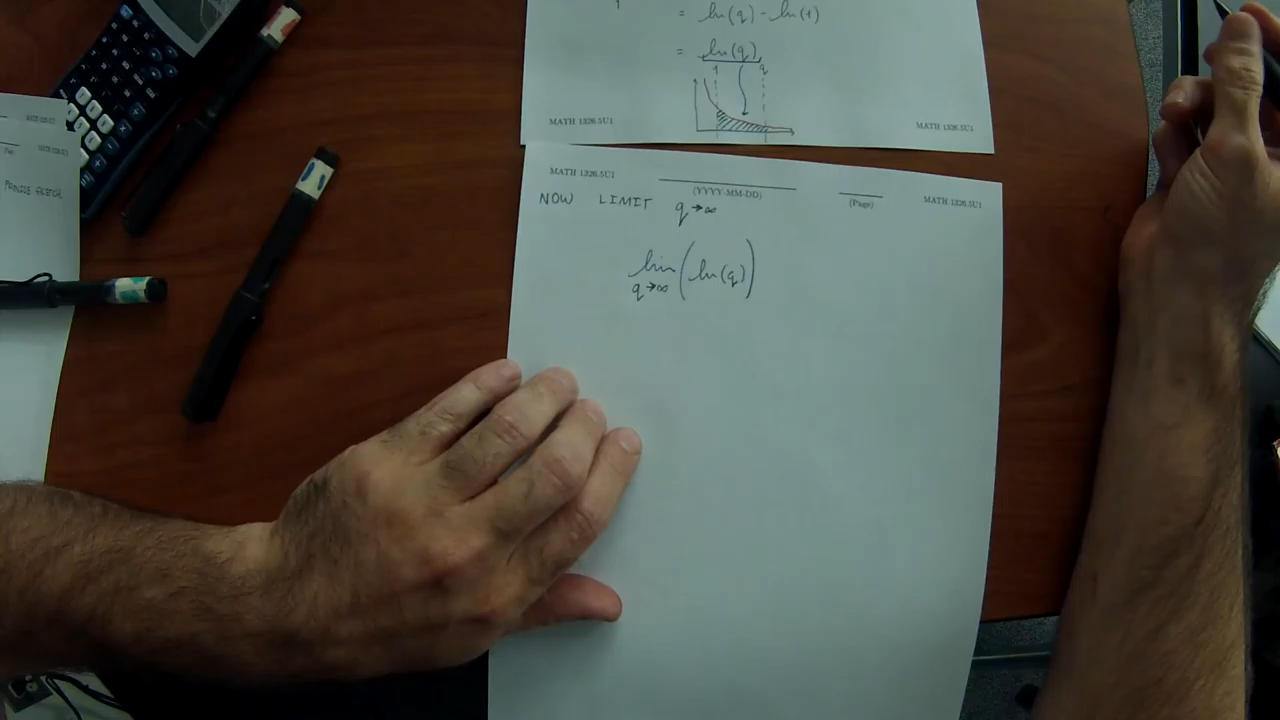 = ln(q) - ln(1)
= ln(q)
1 q
MATH 1326.5U1 MATH 1326.5U1
MATH 1326.5U1 (YYYY-MM-DD) (Page) MATH 1326.5U1
NOW LIMIT q→∞
lim (ln(q))
q→∞